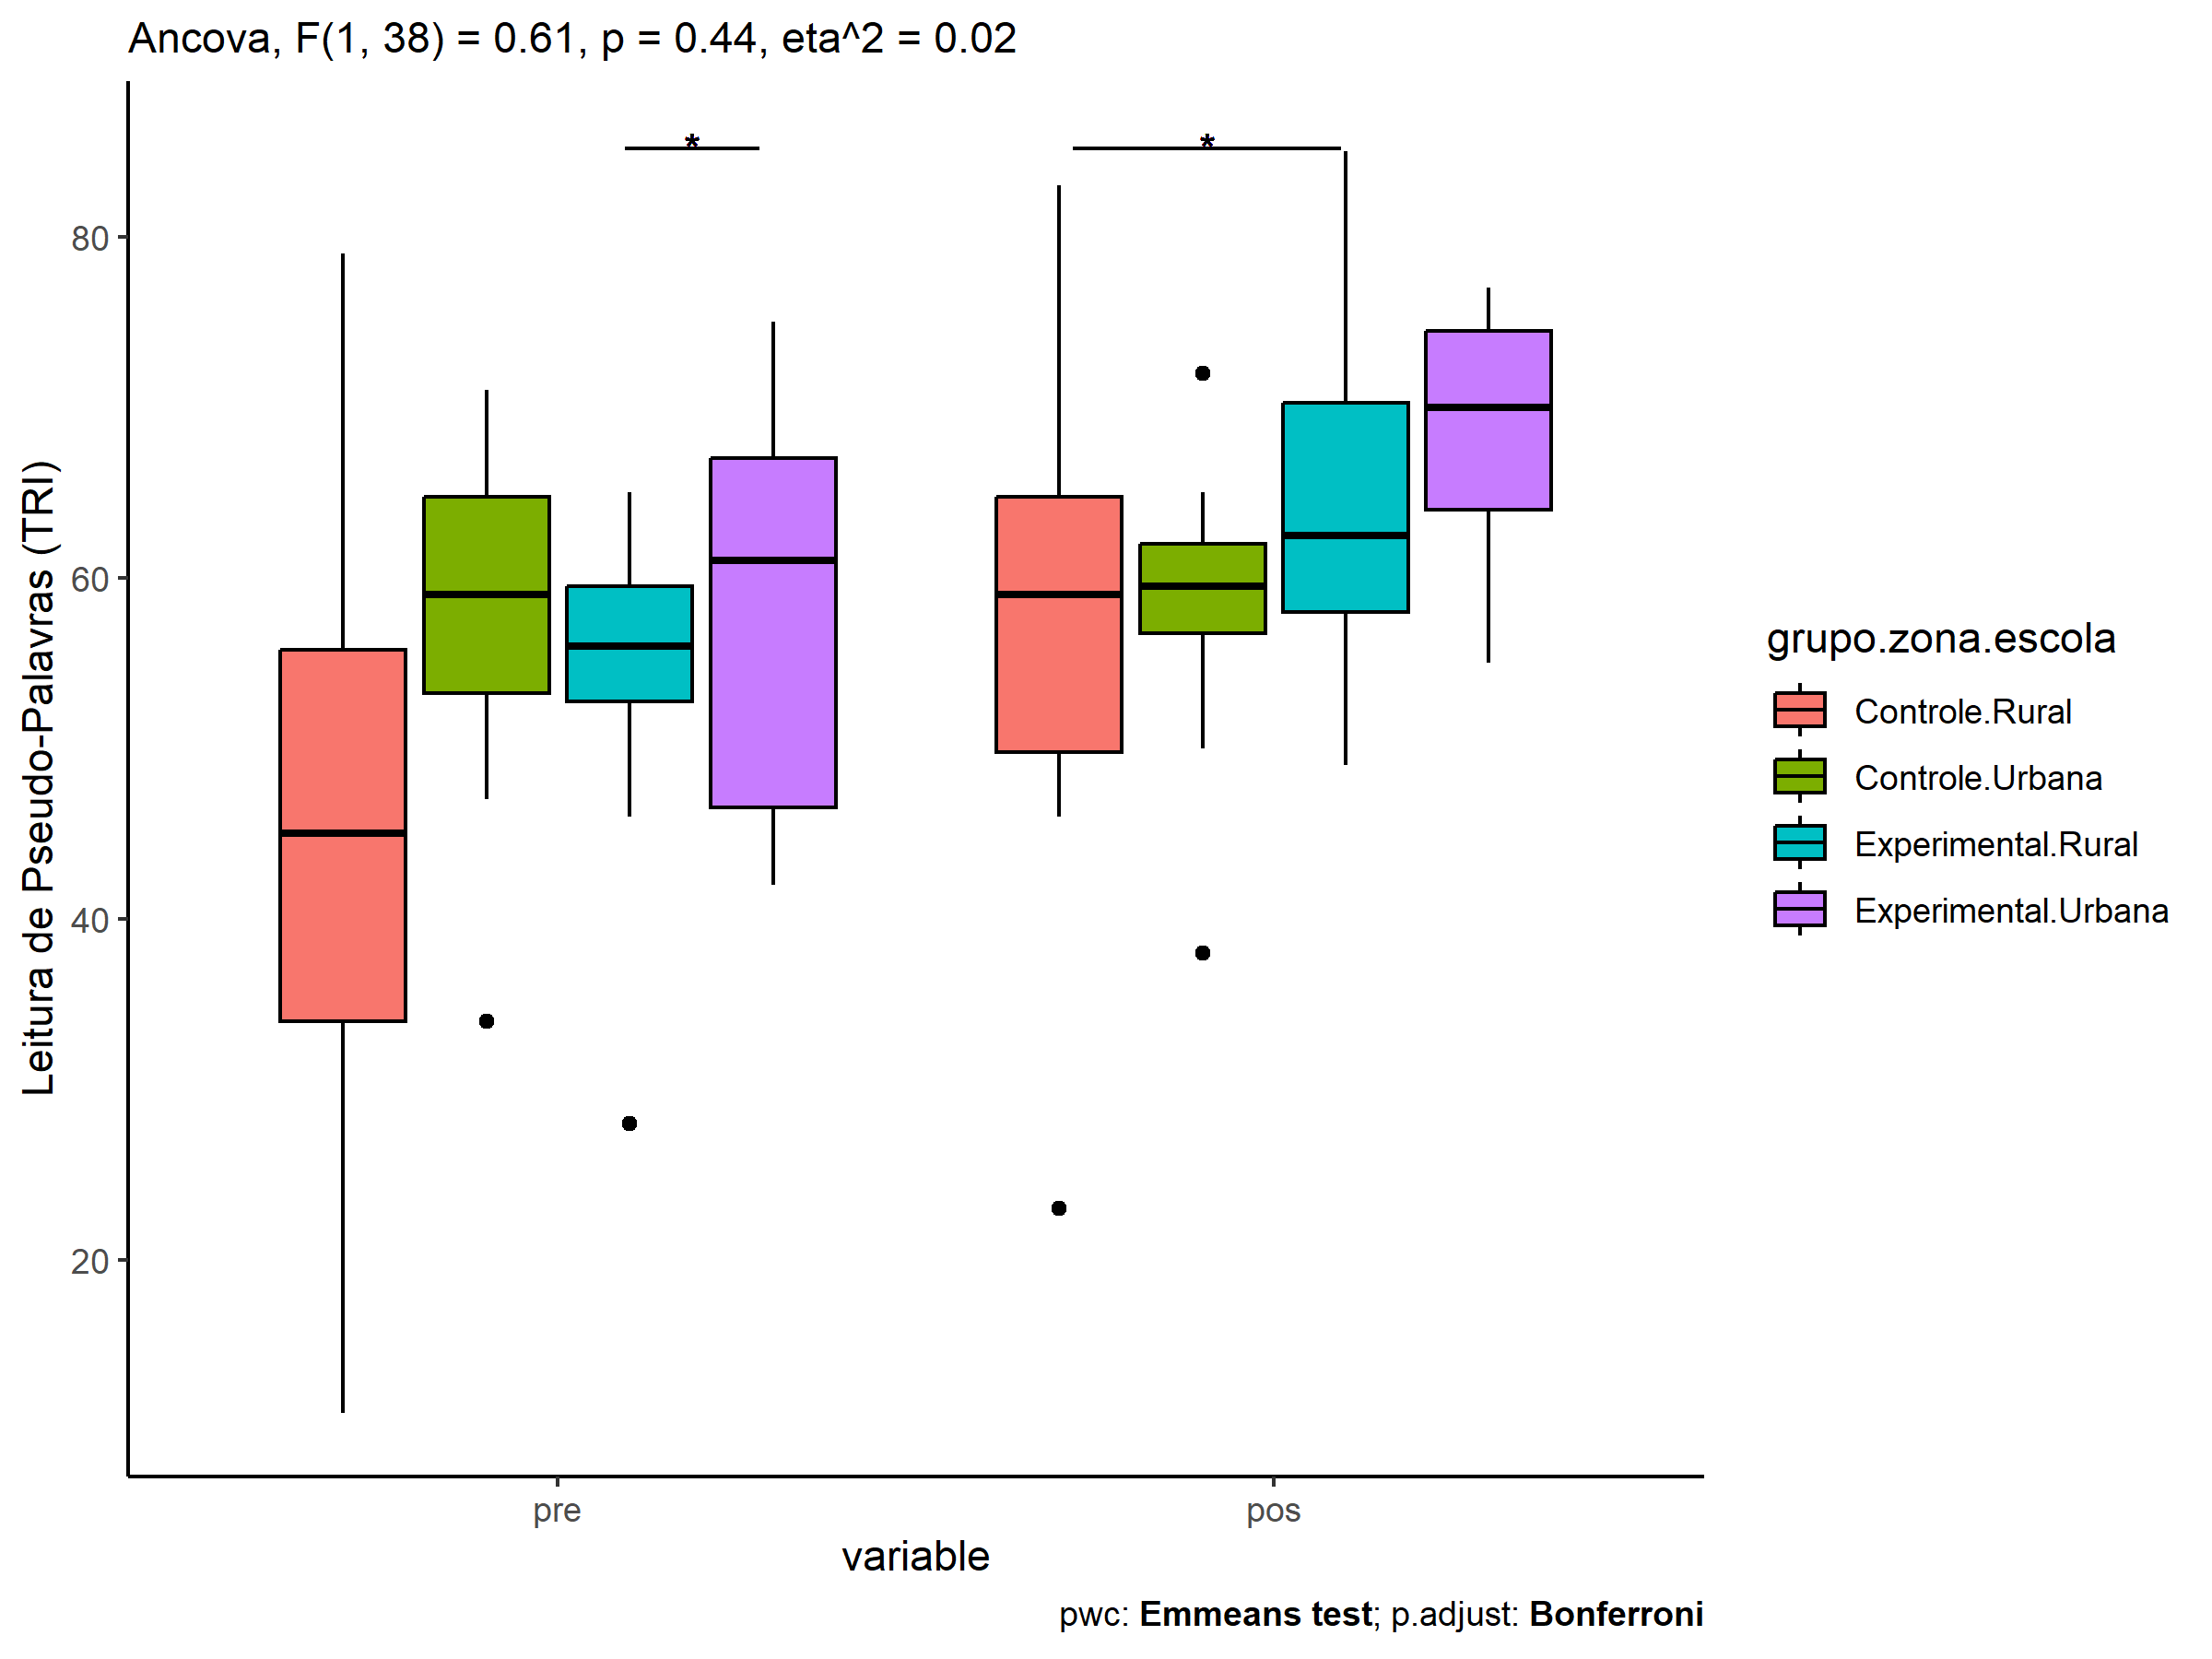 Ancova, F(1, 38) = 0.61, p = 0.44, eta^2 = 0.02
* *
80
60
40
20
Leitura de Pseudo-Palavras (TRI)
pre pos
variable
grupo.zona.escola
Controle.Rural
Controle.Urbana
Experimental.Rural
Experimental.Urbana
pwc: Emmeans test; p.adjust: Bonferroni